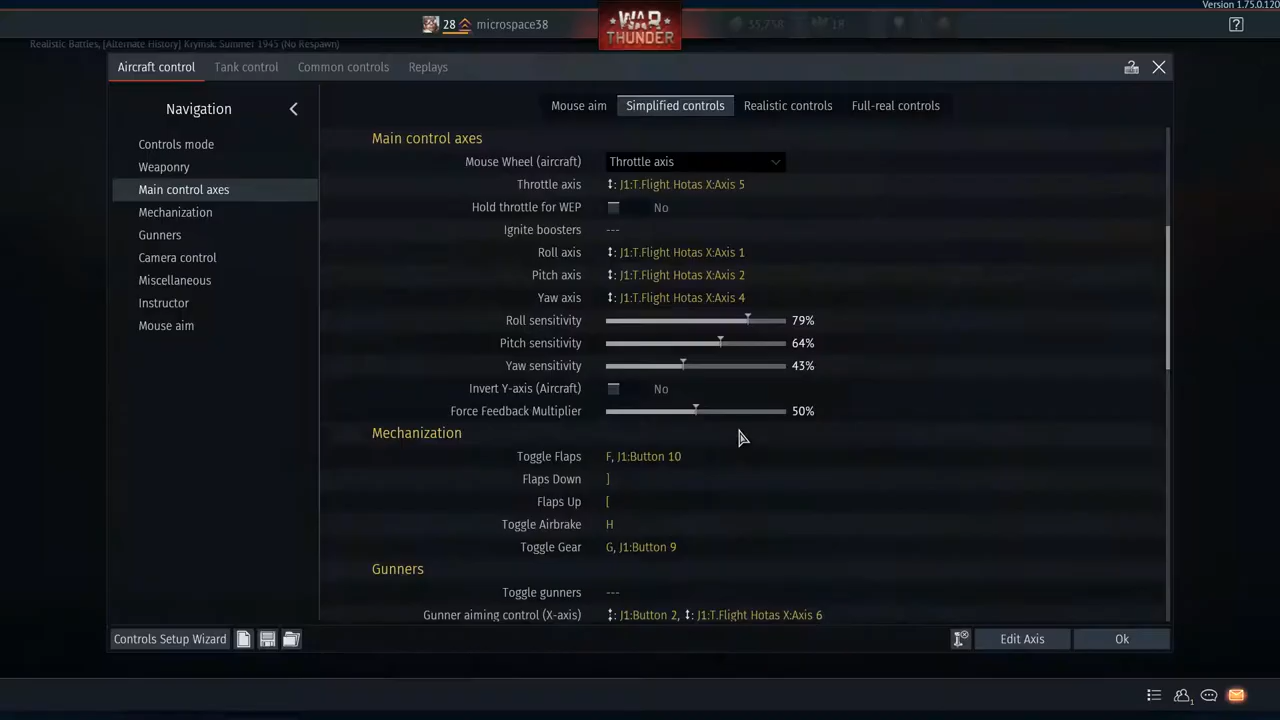 Version 1.75.0.120
28 microspace38
WAR THUNDER
Realistic Battles, [Alternate History] Krymsk: Summer 1945 (No Respawn)
Aircraft control Tank control Common controls Replays
Navigation
Mouse aim Simplified controls Realistic controls Full-real controls
Controls mode
Weaponry
Main control axes
Mechanization
Gunners
Camera control
Miscellaneous
Instructor
Mouse aim
Main control axes
Mouse Wheel (aircraft) Throttle axis
Throttle axis : J1:T.Flight Hotas X:Axis 5
Hold throttle for WEP No
Ignite boosters ---
Roll axis : J1:T.Flight Hotas X:Axis 1
Pitch axis : J1:T.Flight Hotas X:Axis 2
Yaw axis : J1:T.Flight Hotas X:Axis 4
Roll sensitivity 79%
Pitch sensitivity 64%
Yaw sensitivity 43%
Invert Y-axis (Aircraft) No
Force Feedback Multiplier 50%
Mechanization
Toggle Flaps F, J1:Button 10
Flaps Down ]
Flaps Up [
Toggle Airbrake H
Toggle Gear G, J1:Button 9
Gunners
Toggle gunners ---
Gunner aiming control (X-axis) : J1:Button 2, : J1:T.Flight Hotas X:Axis 6
Controls Setup Wizard Edit Axis Ok
1